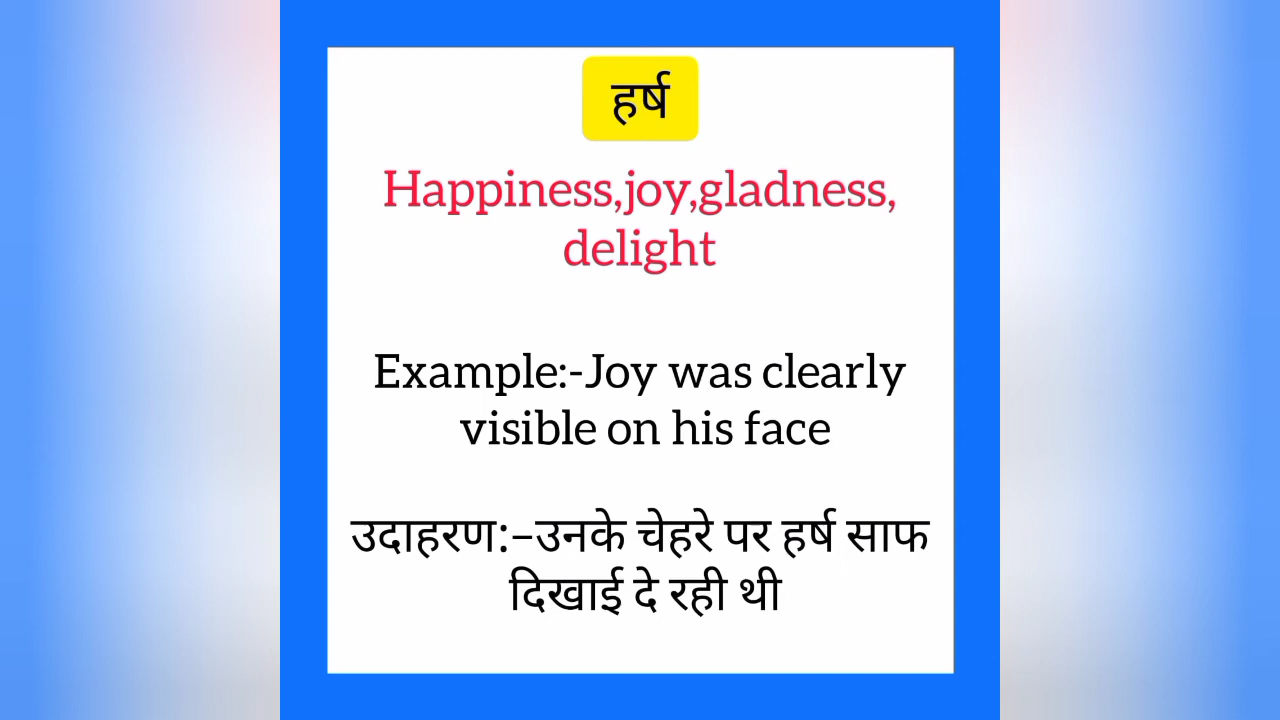 हर्ष
Happiness,joy,gladness,
delight
Example:-Joy was clearly
visible on his face
उदाहरण:–उनके चेहरे पर हर्ष साफ
दिखाई दे रही थी